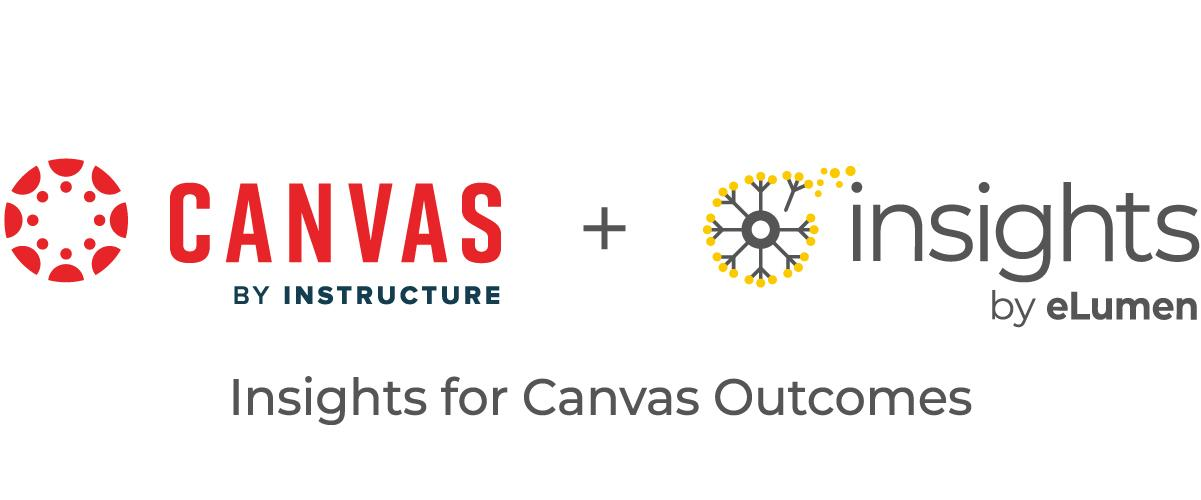 CANVAS
BY INSTRUCTURE
+
insights
by eLumen
Insights for Canvas Outcomes